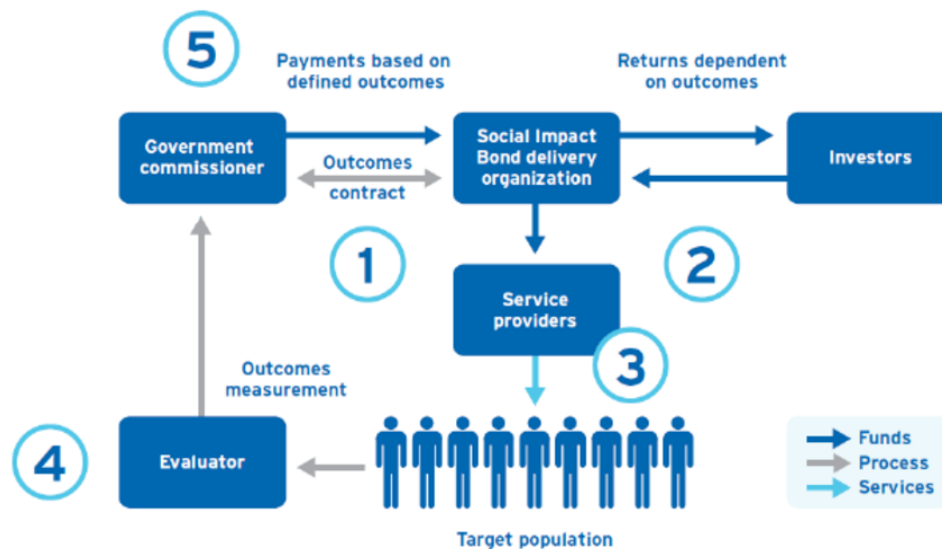 5
Payments based on
defined outcomes
Returns dependent
on outcomes
Government
commissioner
Outcomes
contract
Social Impact
Bond delivery
organization
Investors
1
2
Service
providers
3
Outcomes
measurement
4
Evaluator
Target population
Funds
Process
Services